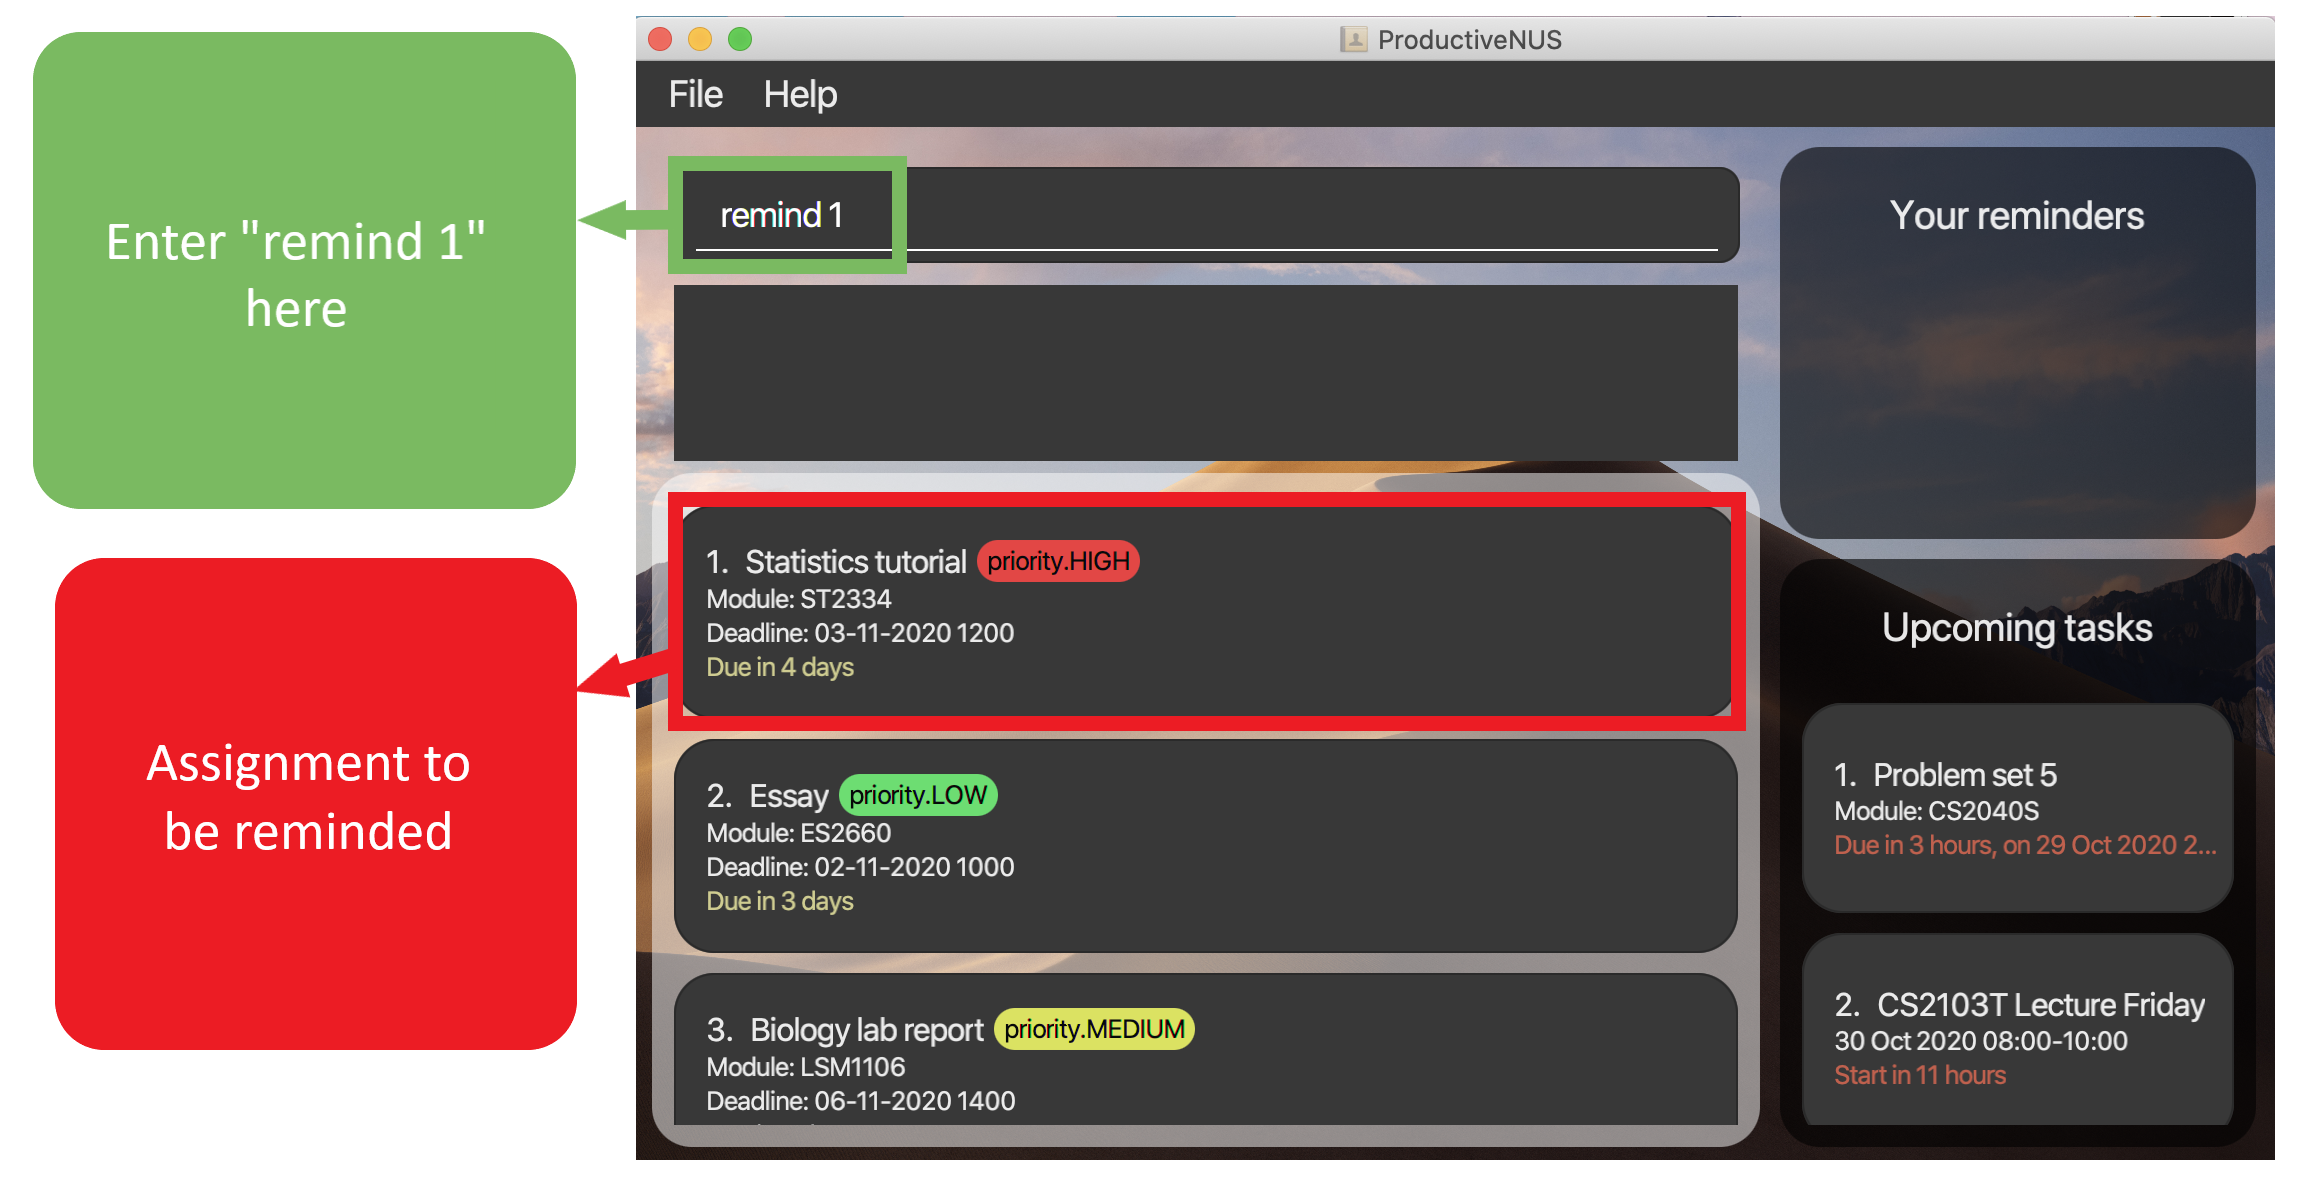 Enter "remind 1"
here
Assignment to
be reminded
ProductiveNUS
File Help
remind 1
1. Statistics tutorial priority.HIGH
Module: ST2334
Deadline: 03-11-2020 1200
Due in 4 days
2. Essay priority.LOW
Module: ES2660
Deadline: 02-11-2020 1000
Due in 3 days
3. Biology lab report priority.MEDIUM
Module: LSM1106
Deadline: 06-11-2020 1400
Your reminders
Upcoming tasks
1. Problem set 5
Module: CS2040S
Due in 3 hours, on 29 Oct 2020 2...
2. CS2103T Lecture Friday
30 Oct 2020 08:00-10:00
Start in 11 hours